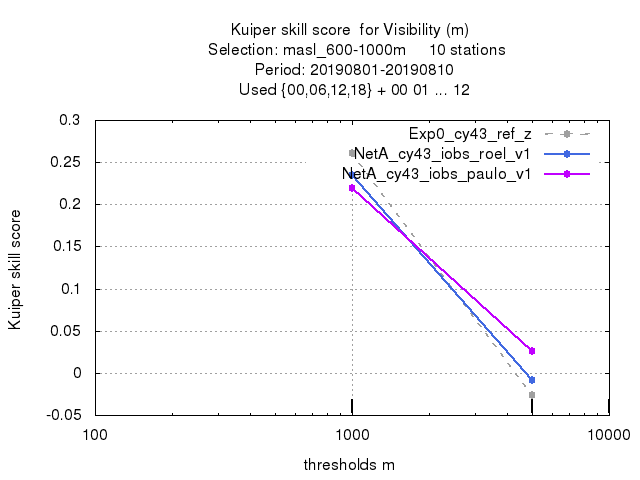 Kuiper skill score  for Visibility (m)
Selection: masl_600-1000m     10 stations
Period: 20190801-20190810
Used {00,06,12,18} + 00 01 ... 12
Exp0_cy43_ref_z
NetA_cy43_iobs_roel_v1
NetA_cy43_iobs_paulo_v1
Kuiper skill score
0.3
0.25
0.2
0.15
0.1
0.05
0
-0.05
100
1000
10000
thresholds m